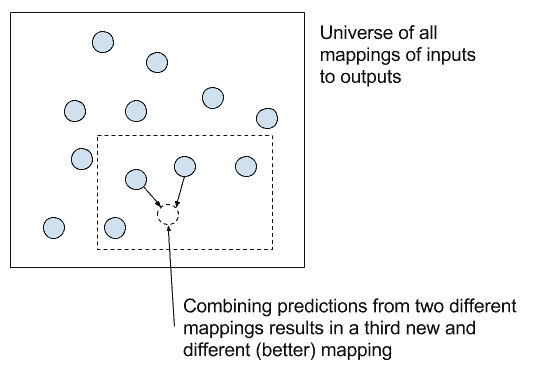 Universe of all
mappings of inputs
to outputs
Combining predictions from two different
mappings results in a third new and
different (better) mapping